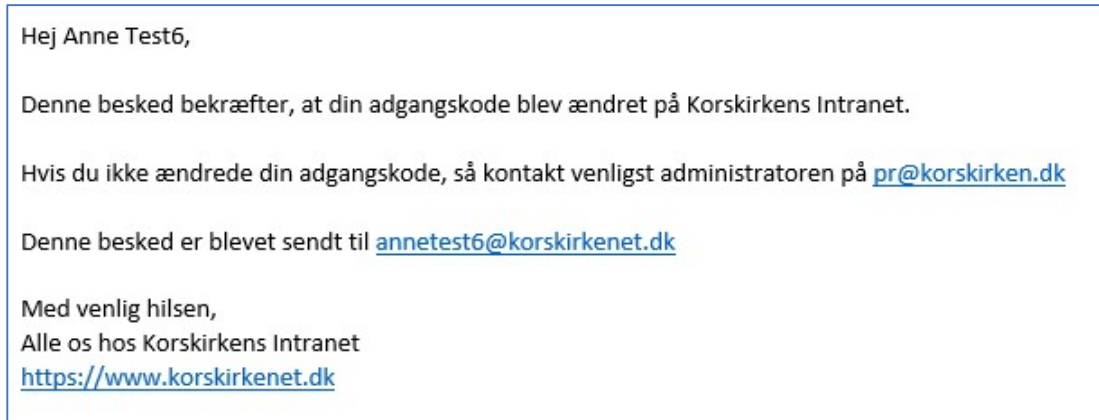 Hej Anne Test6,
Denne besked bekræfter, at din adgangskode blev ændret på Korskirkens Intranet.
Hvis du ikke ændrede din adgangskode, så kontakt venligst administratoren på pr@korskirken.dk
Denne besked er blevet sendt til annetest6@korskirkenet.dk
Med venlig hilsen,
Alle os hos Korskirkens Intranet
https://www.korskirkenet.dk